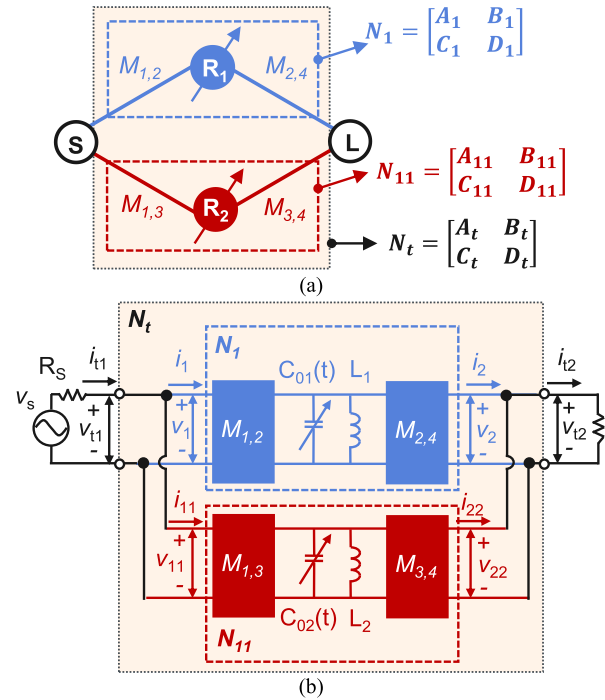 N₁ = [A₁ B₁
C₁ D₁]
M₁,₂ R₁ M₂,₄
S L
M₁,₃ R₂ M₃,₄
N₁₁ = [A₁₁ B₁₁
C₁₁ D₁₁]
Nₜ = [Aₜ Bₜ
Cₜ Dₜ]
(a)
Nₜ
N₁
R_S iₜ₁ i₁ C₀₁(t) L₁ i₂ iₜ₂
v_s + vₜ₁ - + v₁ - M₁,₂ M₂,₄ + v₂ - + vₜ₂ -
i₁₁ i₂₂
+ v₁₁ - M₁,₃ M₃,₄ + v₂₂ -
C₀₂(t) L₂
N₁₁
(b)